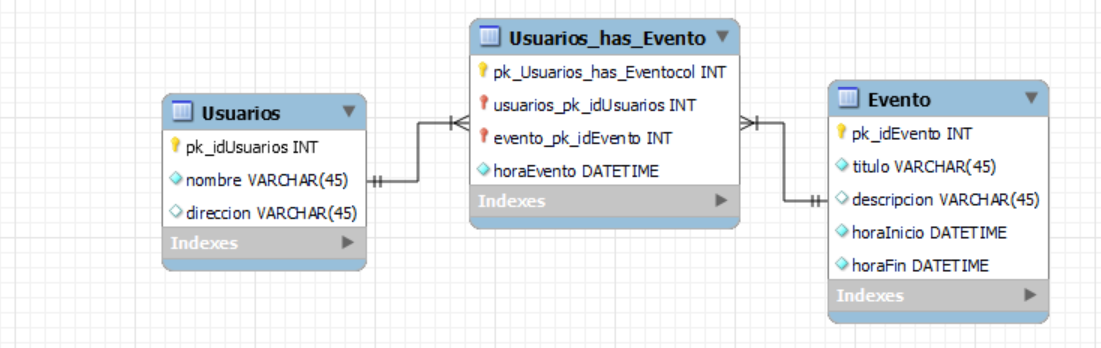 Usuarios
pk_idUsuarios INT
nombre VARCHAR(45)
direccion VARCHAR(45)
Indexes
Usuarios_has_Evento
pk_Usuarios_has_Eventocol INT
usuarios_pk_idUsuarios INT
evento_pk_idEvento INT
horaEvento DATETIME
Indexes
Evento
pk_idEvento INT
titulo VARCHAR(45)
descripcion VARCHAR(45)
horaInicio DATETIME
horaFin DATETIME
Indexes